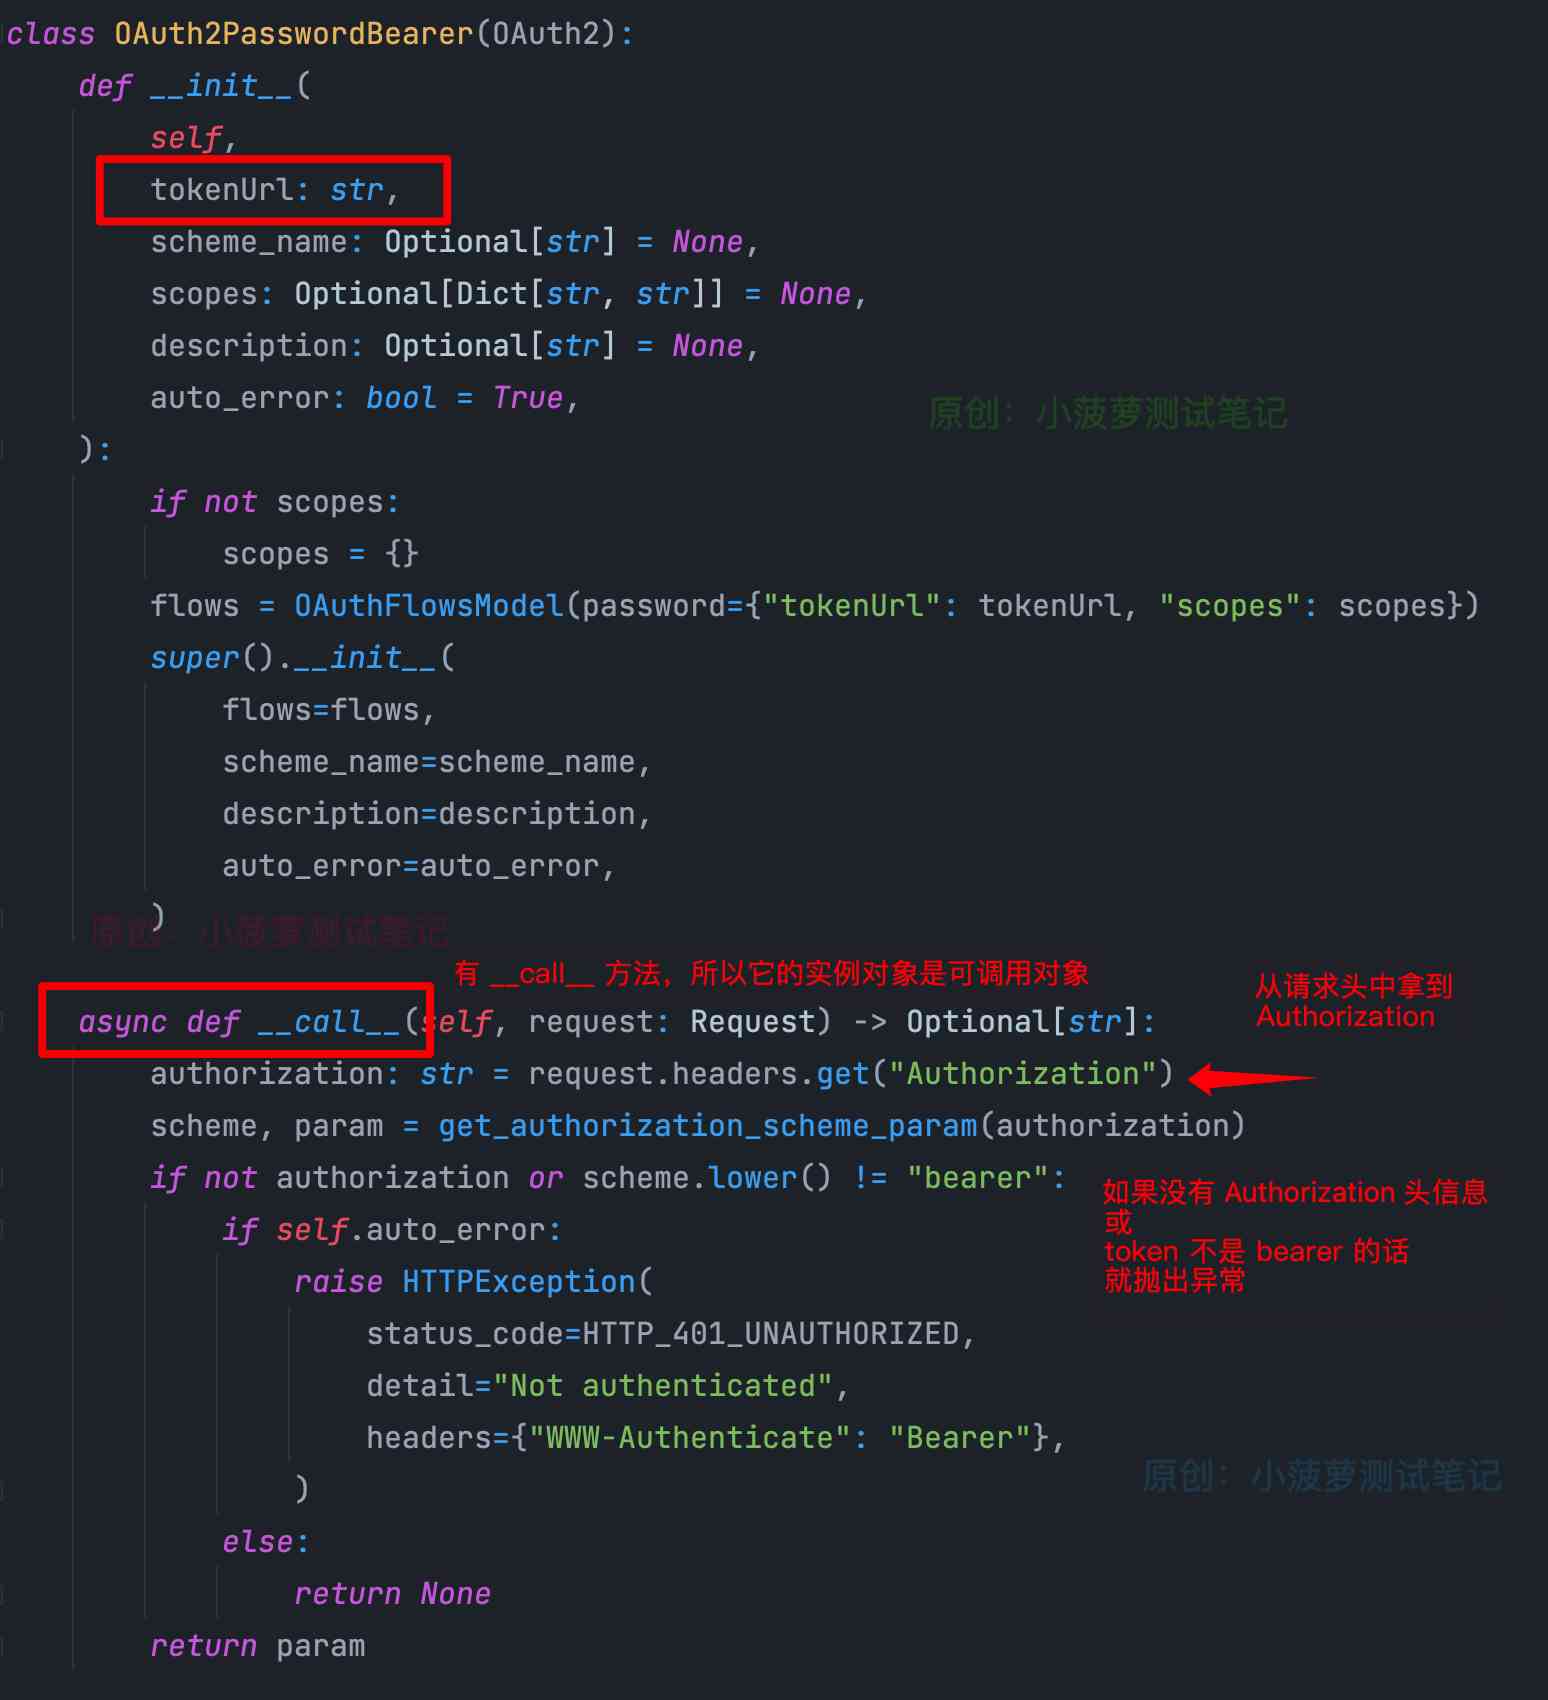 class OAuth2PasswordBearer(OAuth2):
    def __init__(
        self,
        tokenUrl: str,
        scheme_name: Optional[str] = None,
        scopes: Optional[Dict[str, str]] = None,
        description: Optional[str] = None,
        auto_error: bool = True,
原创：小菠萝测试笔记
    ):
        if not scopes:
            scopes = {}
        flows = OAuthFlowsModel(password={"tokenUrl": tokenUrl, "scopes": scopes})
        super().__init__(
            flows=flows,
            scheme_name=scheme_name,
            description=description,
            auto_error=auto_error,
        )
原创：小菠萝测试笔记
有 __call__ 方法，所以它的实例对象是可调用对象
从请求头中拿到
Authorization
    async def __call__(self, request: Request) -> Optional[str]:
        authorization: str = request.headers.get("Authorization")
        scheme, param = get_authorization_scheme_param(authorization)
        if not authorization or scheme.lower() != "bearer":
如果没有 Authorization 头信息
或
token 不是 bearer 的话
就抛出异常
            if self.auto_error:
                raise HTTPException(
                    status_code=HTTP_401_UNAUTHORIZED,
                    detail="Not authenticated",
                    headers={"WWW-Authenticate": "Bearer"},
                )
原创：小菠萝测试笔记
            else:
                return None
        return param